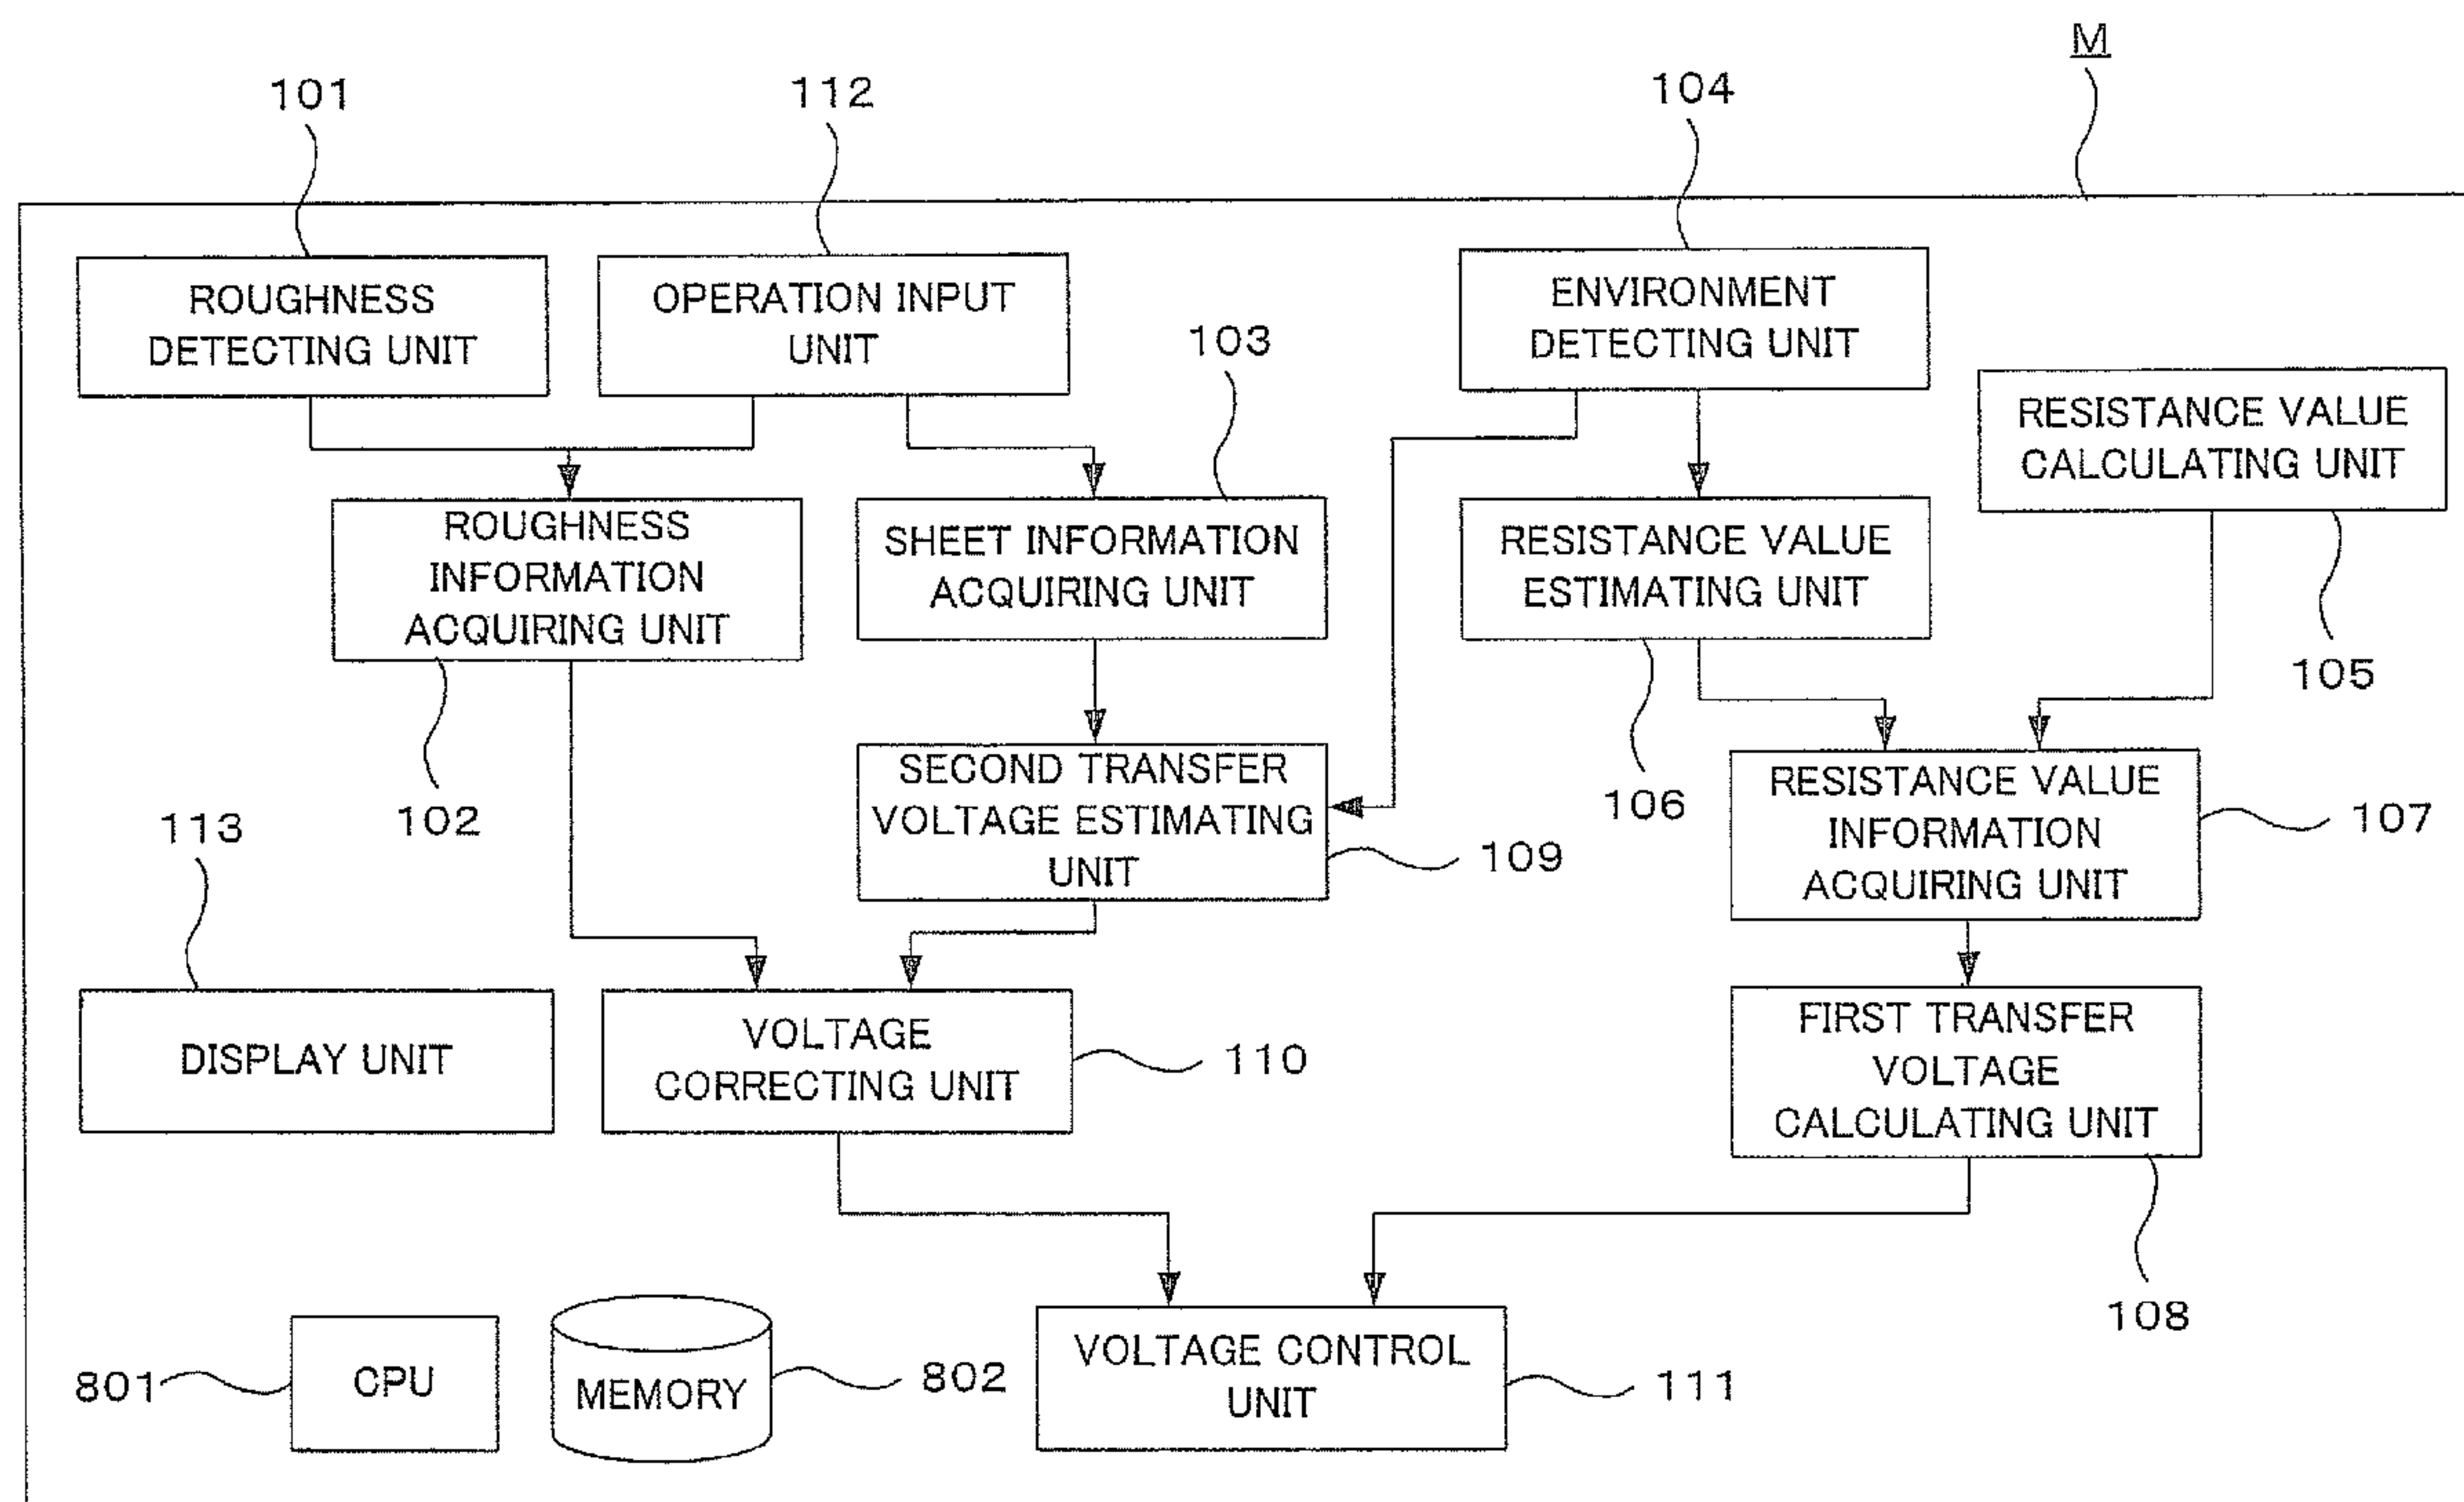 M
101
112
104
ROUGHNESS
DETECTING UNIT
OPERATION INPUT
UNIT
103
ENVIRONMENT
DETECTING UNIT
RESISTANCE VALUE
CALCULATING UNIT
ROUGHNESS
INFORMATION
ACQUIRING UNIT
SHEET INFORMATION
ACQUIRING UNIT
RESISTANCE VALUE
ESTIMATING UNIT
105
102
113
SECOND TRANSFER
VOLTAGE ESTIMATING
UNIT
109
106
RESISTANCE VALUE
INFORMATION
ACQUIRING UNIT
107
DISPLAY UNIT
VOLTAGE
CORRECTING UNIT
110
FIRST TRANSFER
VOLTAGE
CALCULATING UNIT
108
801
CPU
MEMORY
802
VOLTAGE CONTROL
UNIT
111